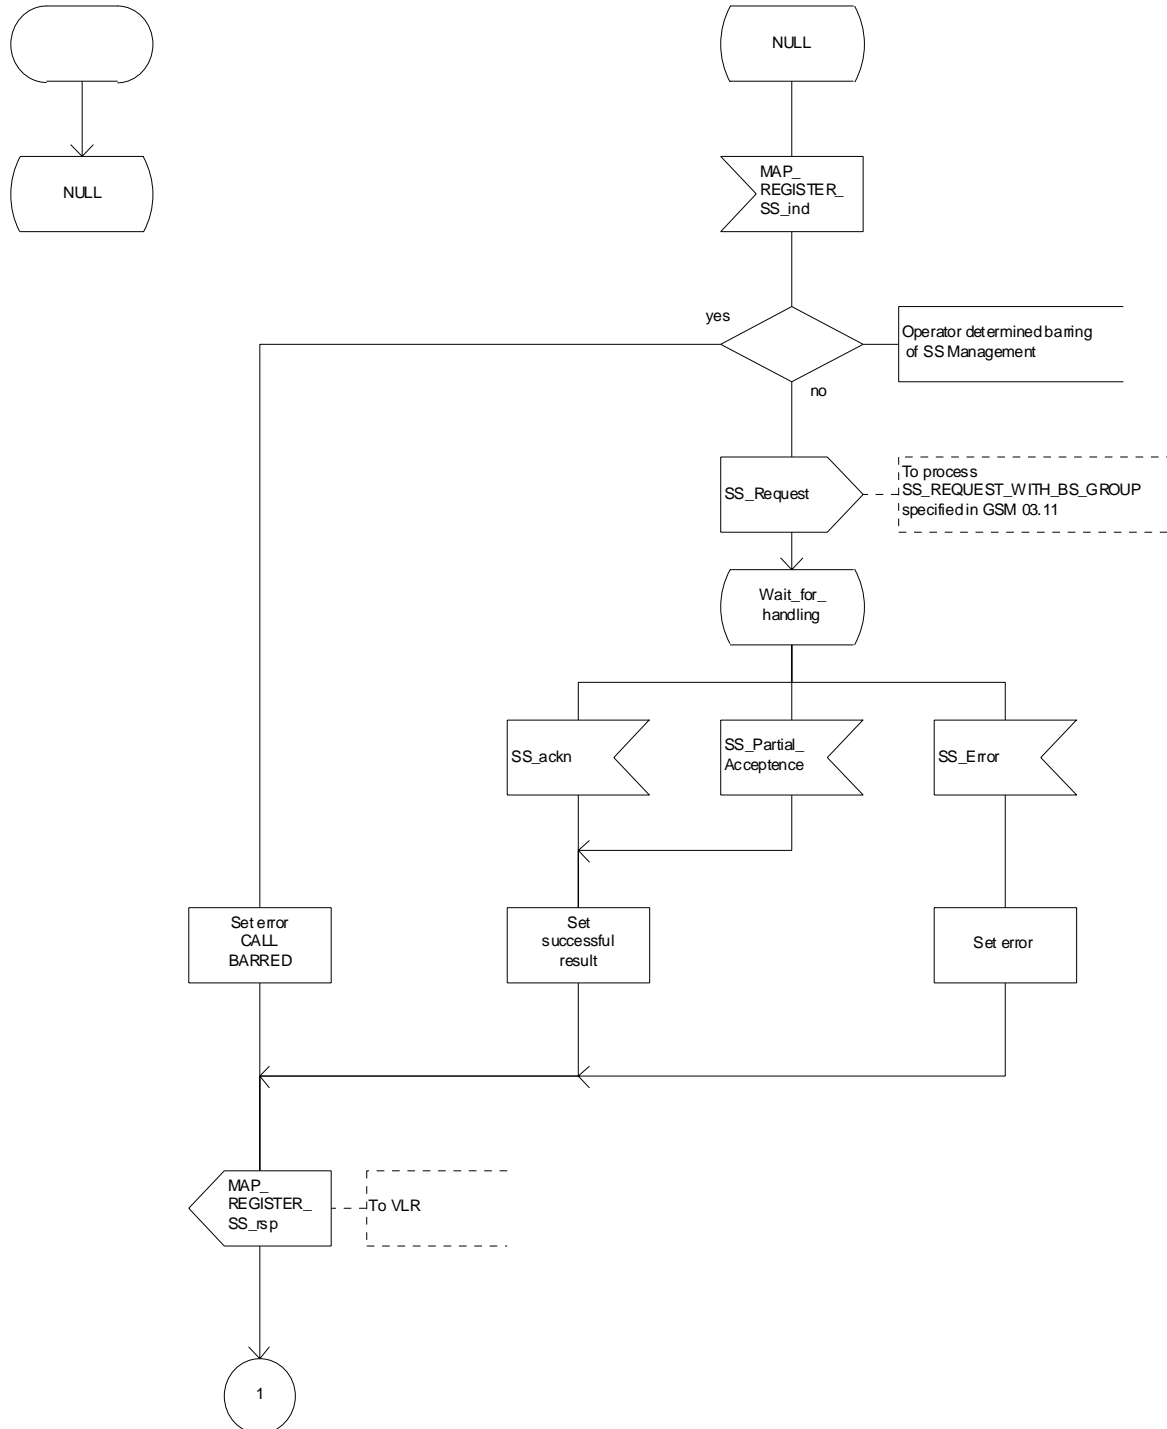 NULL
NULL
MAP_
REGISTER_
SS_ind
yes
Operator determined barring
of SS Management
no
SS_Request
To process
SS_REQUEST_WITH_BS_GROUP
specified in GSM 03.11
Wait_for_
handling
SS_ackn
SS_Partial_
Acceptence
SS_Error
Set error
CALL
BARRED
Set
successful
result
Set error
MAP_
REGISTER_
SS_rsp
To VLR
1